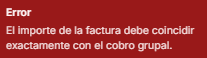 Error
El importe de la factura debe coincidir
exactamente con el cobro grupal.